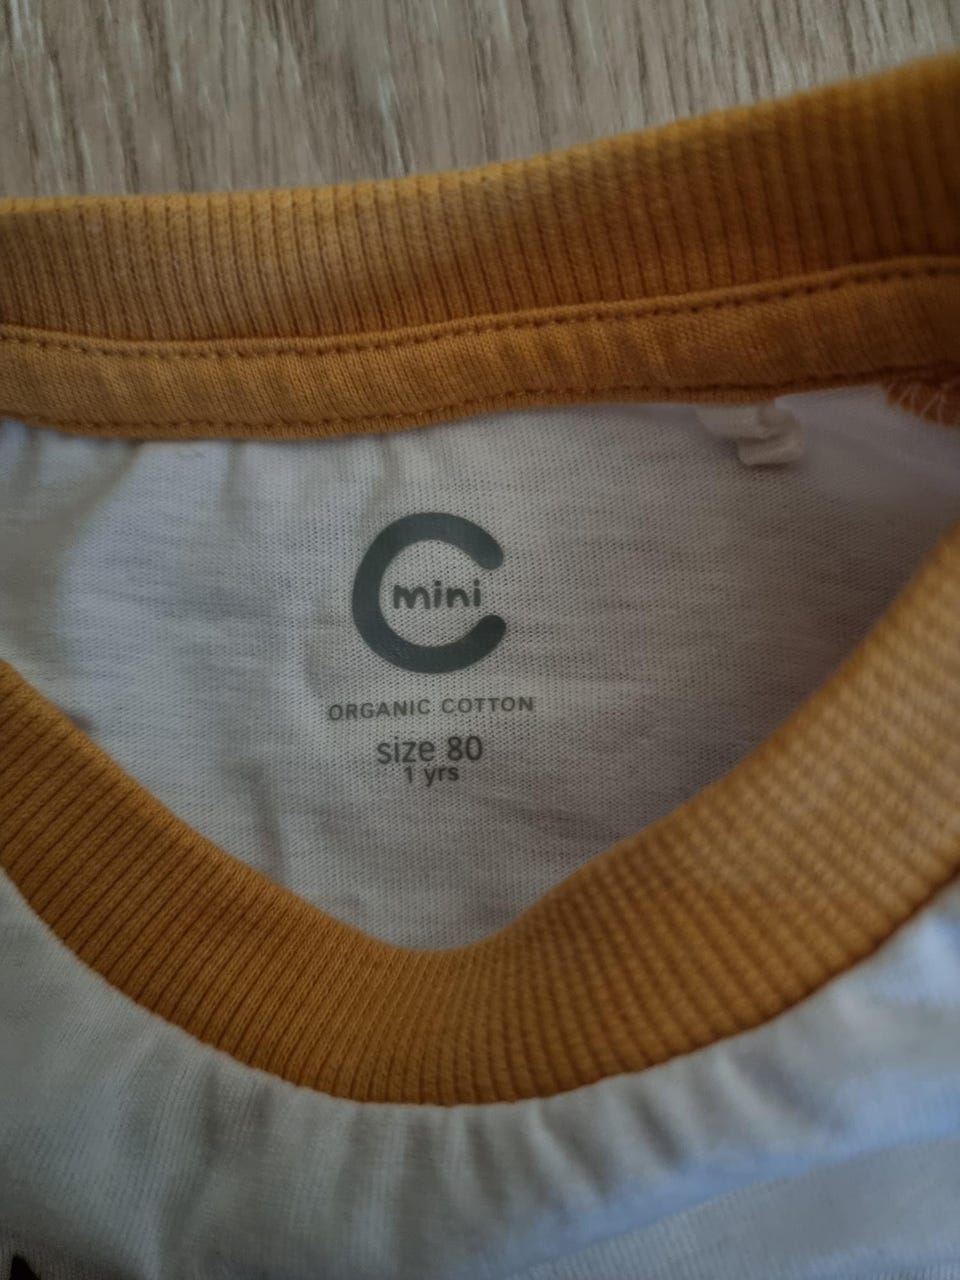 mini
ORGANIC COTTON
size 80
1 yrs